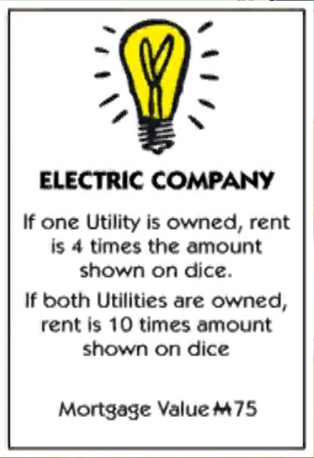 ELECTRIC COMPANY
If one Utility is owned, rent
is 4 times the amount
shown on dice.
If both Utilities are owned,
rent is 10 times amount
shown on dice
Mortgage Value ₩75